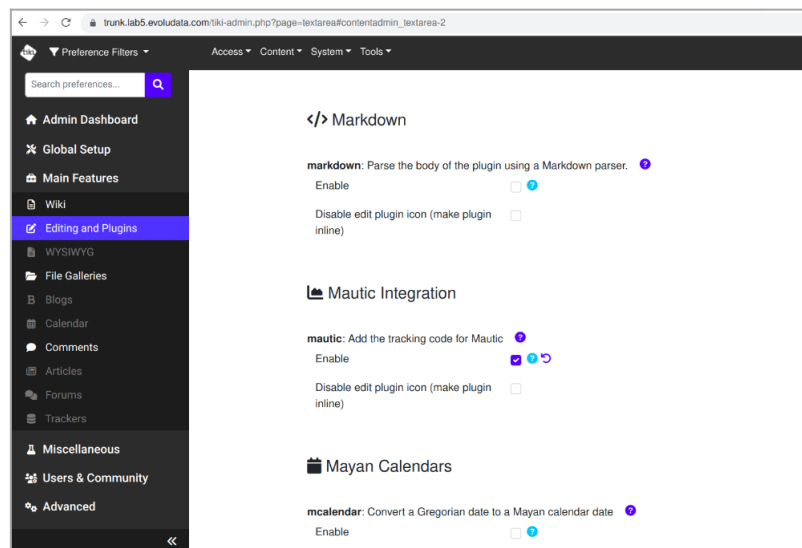 trunk.lab5.evoludata.com/tiki-admin.php?page=textarea#contentadmin_textarea-2
tiki Preference Filters Access Content System Tools
Search preferences...
Admin Dashboard
Global Setup
Main Features
Wiki
Editing and Plugins
WYSIWYG
File Galleries
Blogs
Calendar
Comments
Articles
Forums
Trackers
Miscellaneous
Users & Community
Advanced
</> Markdown
markdown: Parse the body of the plugin using a Markdown parser. ?
Enable ?
Disable edit plugin icon (make plugin
inline)
Mautic Integration
mautic: Add the tracking code for Mautic ?
Enable ?
Disable edit plugin icon (make plugin
inline)
Mayan Calendars
mcalendar: Convert a Gregorian date to a Mayan calendar date ?
Enable ?